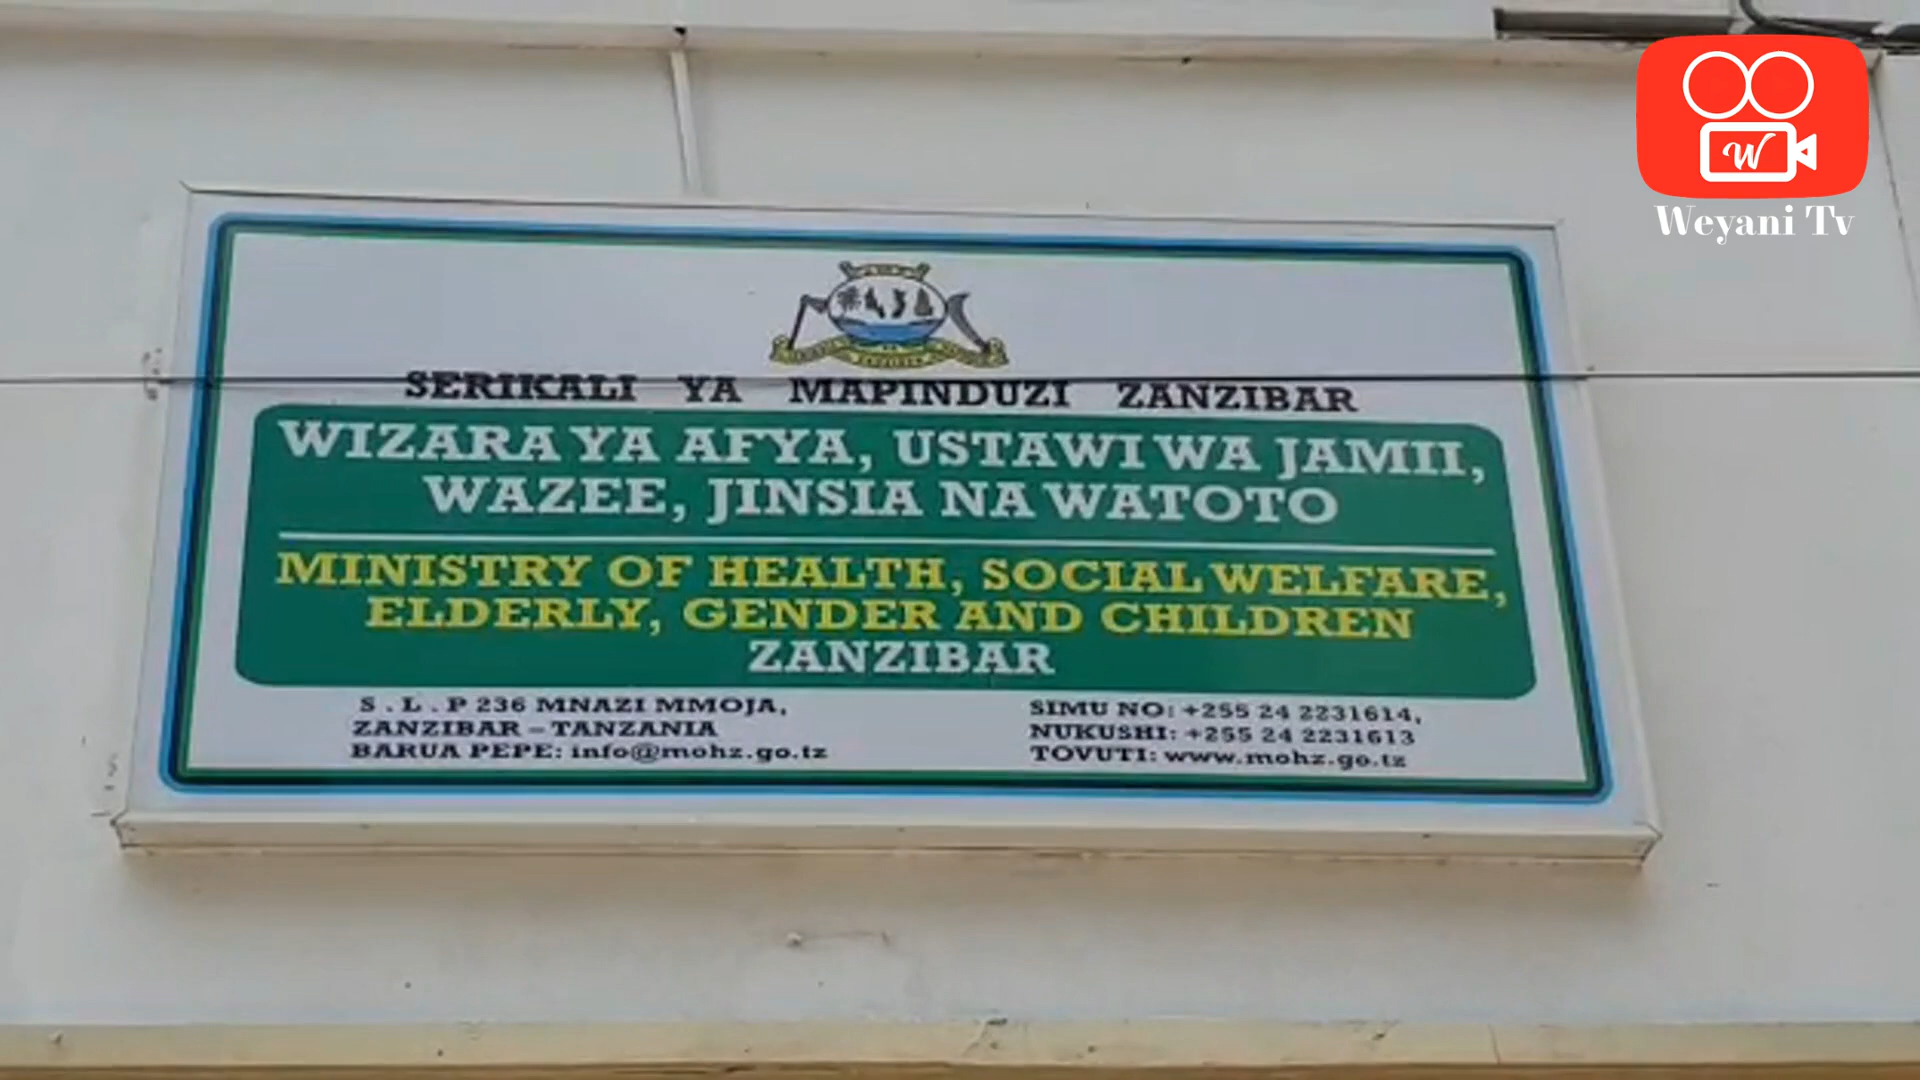 W
Weyani Tv
SERIKALI YA MAPINDUZI ZANZIBAR
WIZARA YA AFYA, USTAWI WA JAMII,
WAZEE, JINSIA NA WATOTO
MINISTRY OF HEALTH, SOCIAL WELFARE,
ELDERLY, GENDER AND CHILDREN
ZANZIBAR
S . L . P 236 MNAZI MMOJA,
ZANZIBAR – TANZANIA
BARUA PEPE: info@mohz.go.tz
SIMU NO: +255 24 2231614,
NUKUSHI: +255 24 2231613
TOVUTI: www.mohz.go.tz